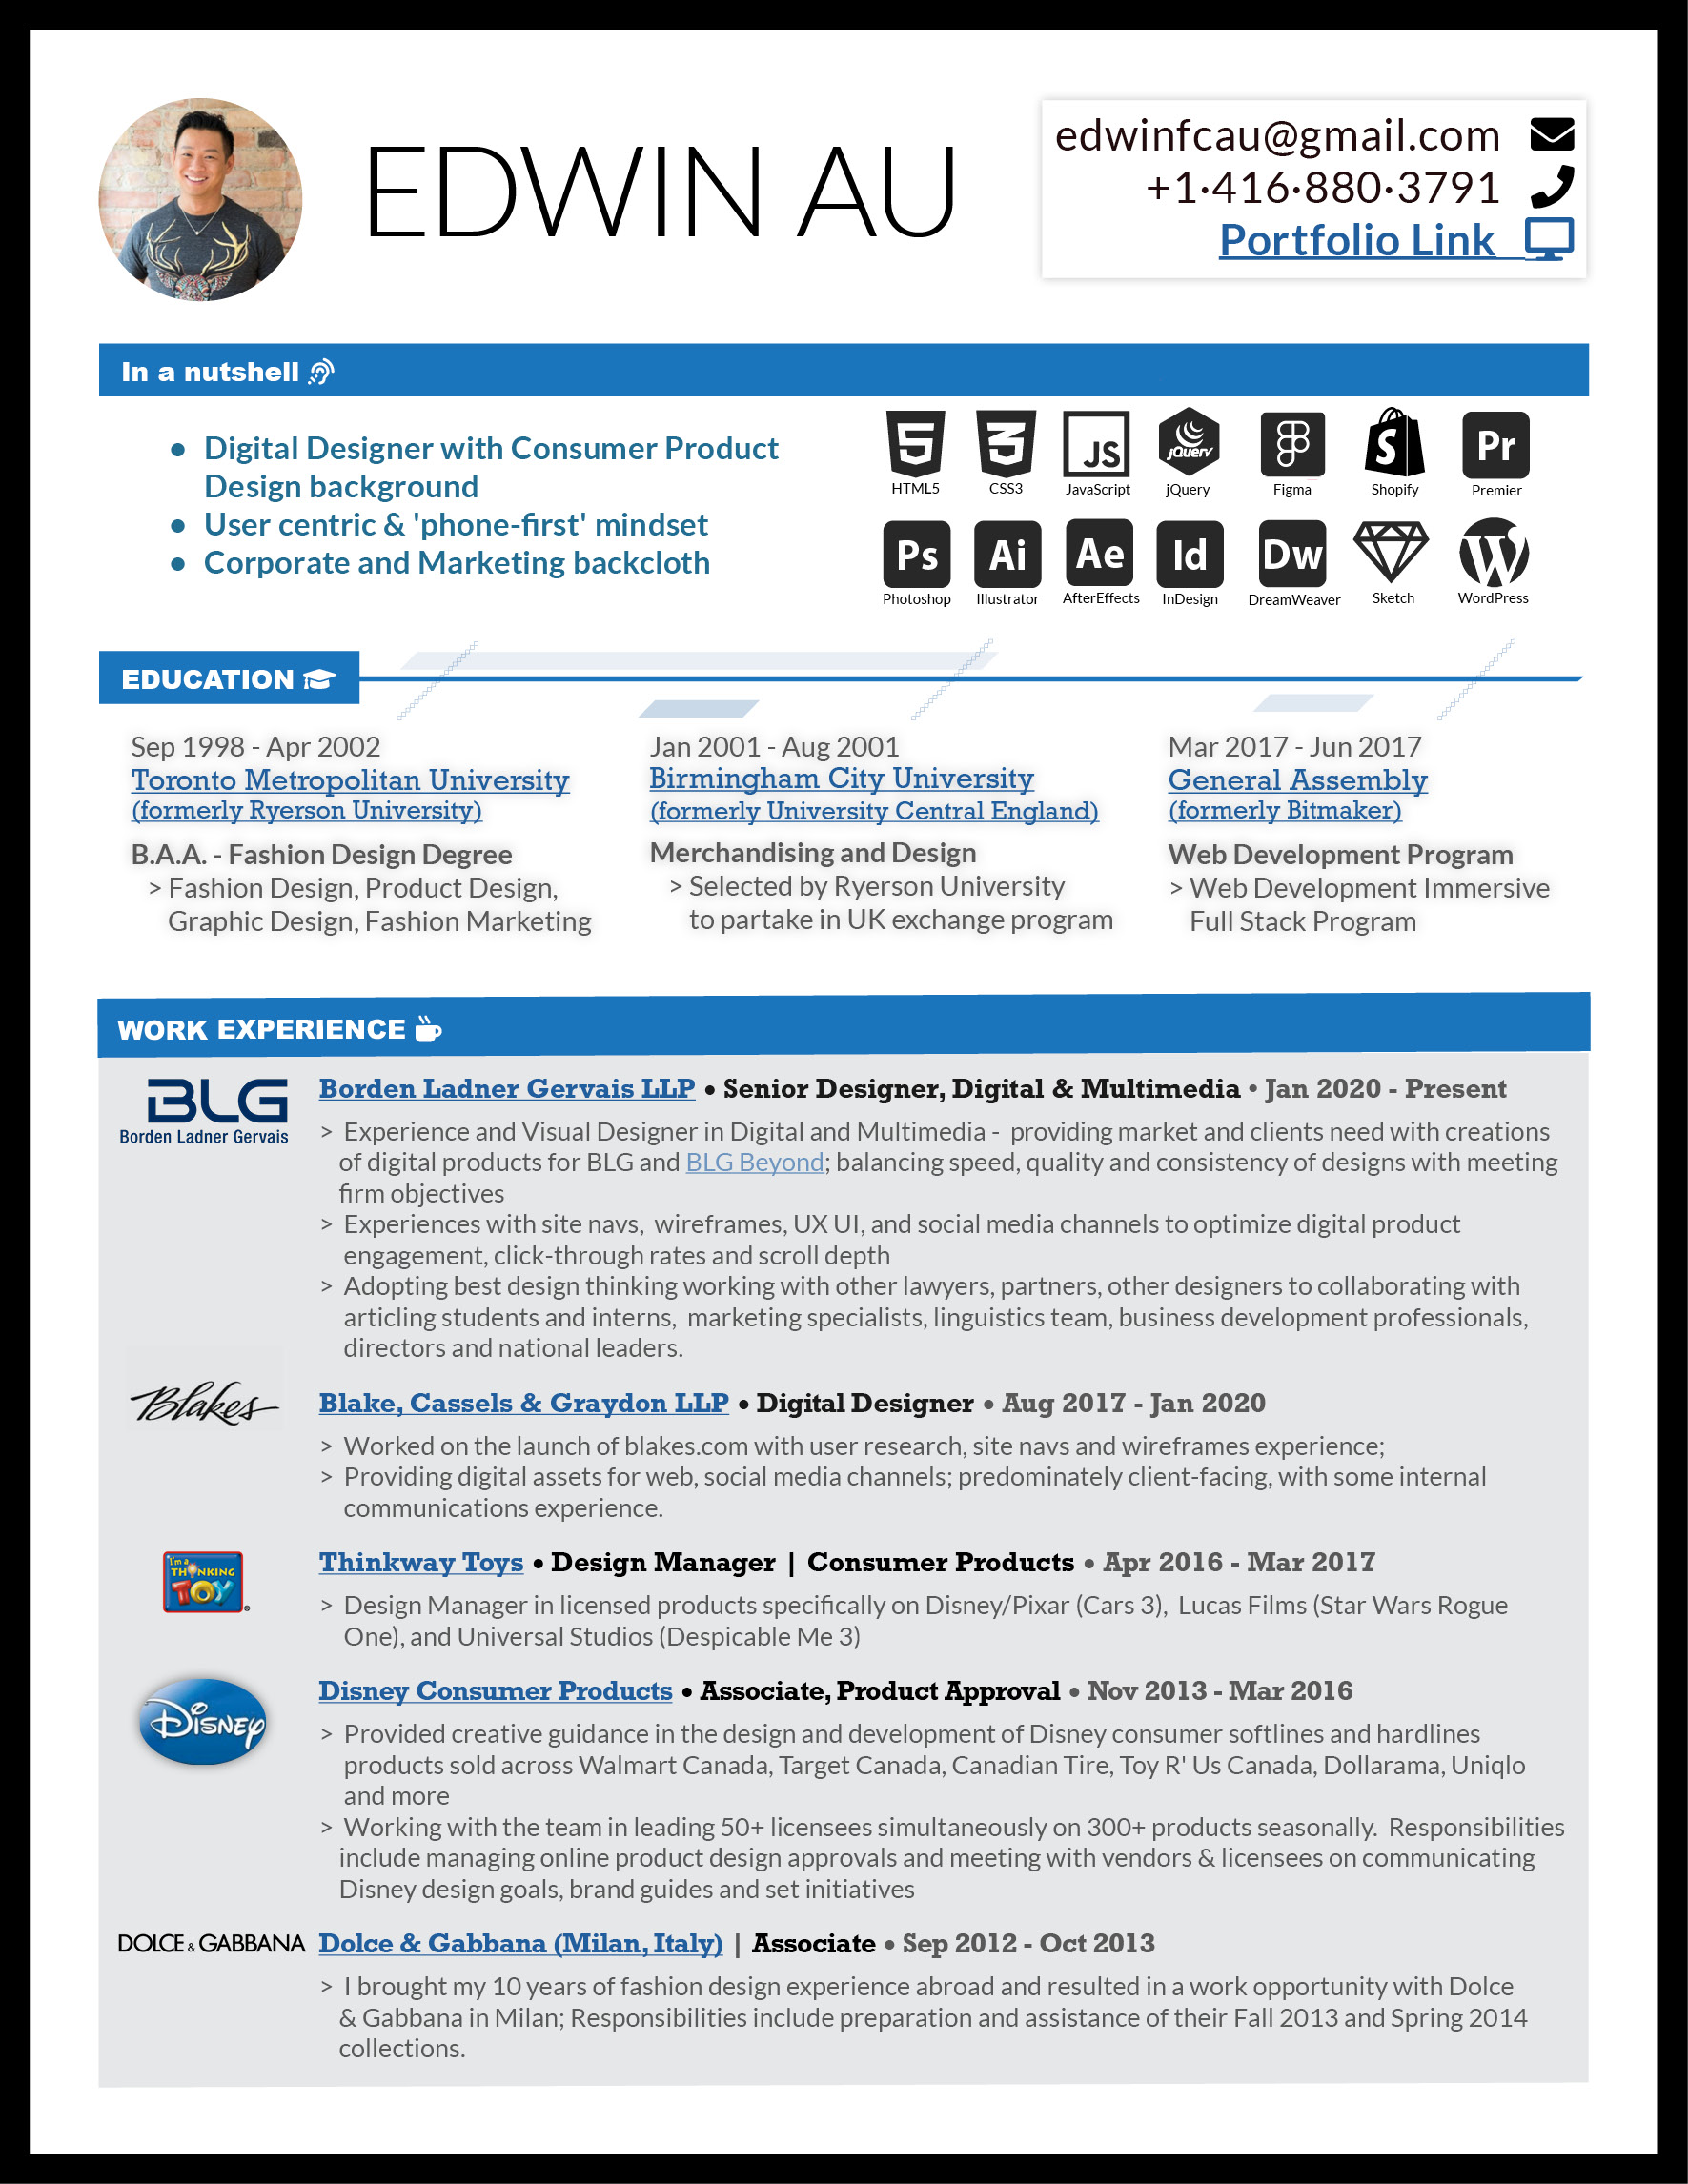 EDWIN AU
edwinfcau@gmail.com
+1·416·880·3791
Portfolio Link
In a nutshell
• Digital Designer with Consumer Product
Design background
• User centric & 'phone-first' mindset
• Corporate and Marketing backcloth
HTML5 CSS3 JS JavaScript jQuery jQuery Figma S Shopify Pr Premier
Ps Photoshop Ai Illustrator Ae AfterEffects Id InDesign Dw DreamWeaver Sketch WordPress
EDUCATION
Sep 1998 - Apr 2002
Toronto Metropolitan University
(formerly Ryerson University)
B.A.A. - Fashion Design Degree
> Fashion Design, Product Design,
Graphic Design, Fashion Marketing
Jan 2001 - Aug 2001
Birmingham City University
(formerly University Central England)
Merchandising and Design
> Selected by Ryerson University
to partake in UK exchange program
Mar 2017 - Jun 2017
General Assembly
(formerly Bitmaker)
Web Development Program
> Web Development Immersive
Full Stack Program
WORK EXPERIENCE
BLG
Borden Ladner Gervais
Borden Ladner Gervais LLP • Senior Designer, Digital & Multimedia • Jan 2020 - Present
> Experience and Visual Designer in Digital and Multimedia - providing market and clients need with creations
of digital products for BLG and BLG Beyond; balancing speed, quality and consistency of designs with meeting
firm objectives
> Experiences with site navs, wireframes, UX UI, and social media channels to optimize digital product
engagement, click-through rates and scroll depth
> Adopting best design thinking working with other lawyers, partners, other designers to collaborating with
articling students and interns, marketing specialists, linguistics team, business development professionals,
directors and national leaders.
Blakes
Blake, Cassels & Graydon LLP • Digital Designer • Aug 2017 - Jan 2020
> Worked on the launch of blakes.com with user research, site navs and wireframes experience;
> Providing digital assets for web, social media channels; predominately client-facing, with some internal
communications experience.
I'm a
THINKING
TOY
Thinkway Toys • Design Manager | Consumer Products • Apr 2016 - Mar 2017
> Design Manager in licensed products specifically on Disney/Pixar (Cars 3), Lucas Films (Star Wars Rogue
One), and Universal Studios (Despicable Me 3)
DISNEY
Disney Consumer Products • Associate, Product Approval • Nov 2013 - Mar 2016
> Provided creative guidance in the design and development of Disney consumer softlines and hardlines
products sold across Walmart Canada, Target Canada, Canadian Tire, Toy R' Us Canada, Dollarama, Uniqlo
and more
> Working with the team in leading 50+ licensees simultaneously on 300+ products seasonally. Responsibilities
include managing online product design approvals and meeting with vendors & licensees on communicating
Disney design goals, brand guides and set initiatives
DOLCE & GABBANA
Dolce & Gabbana (Milan, Italy) | Associate • Sep 2012 - Oct 2013
> I brought my 10 years of fashion design experience abroad and resulted in a work opportunity with Dolce
& Gabbana in Milan; Responsibilities include preparation and assistance of their Fall 2013 and Spring 2014
collections.